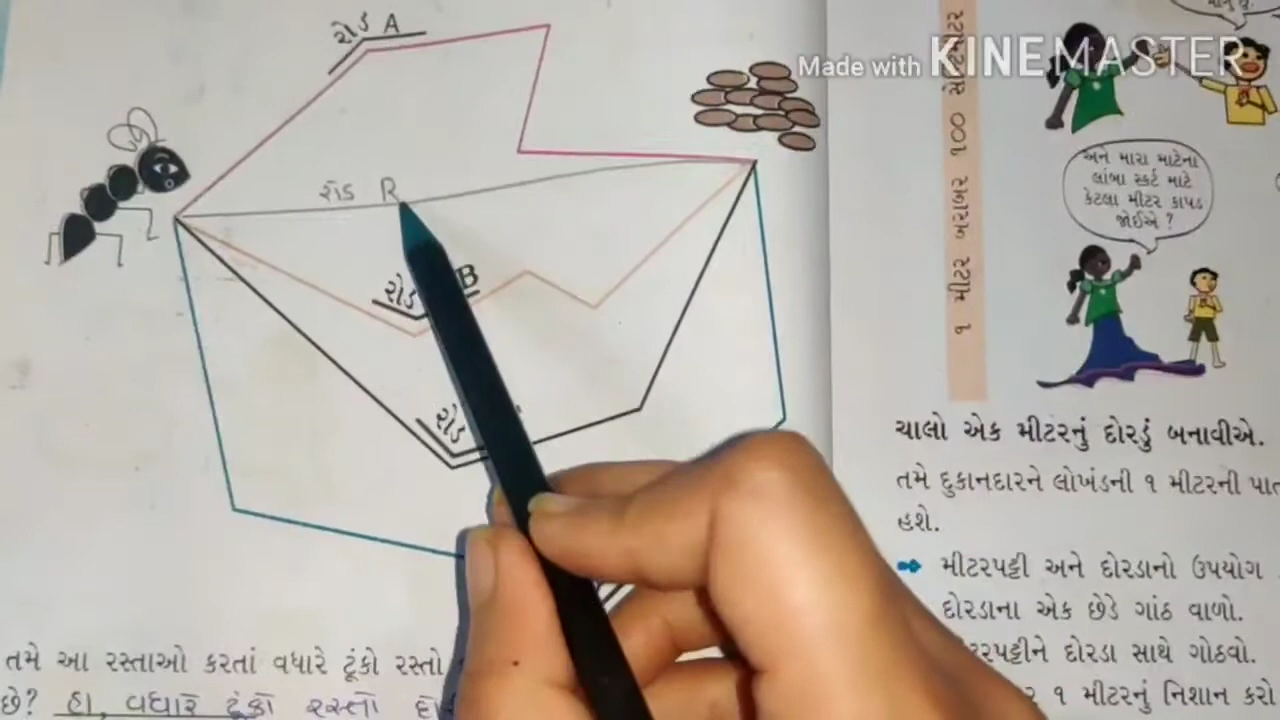 રોડ A
રોડ R
રોડ B
રોડ
તમે આ રસ્તાઓ કરતાં વધારે ટૂંકો રસ્તો
છે? હા, વધારે ટૂંકો રસ્તો
Made with KINEMASTER
૧ મીટર બરાબર ૧૦૦ સેન્ટિમીટર
અને મારા માટેના
લાંબા સ્કર્ટ માટે
કેટલા મીટર કાપડ
જોઈએ ?
ચાલો એક મીટરનું દોરડું બનાવીએ.
તમે દુકાનદારને લોખંડની ૧ મીટરની
હશે.
મીટરપટ્ટી અને દોરડાનો ઉપયોગ
દોરડાના એક છેડે ગાંઠ વાળો.
દોરડા સાથે ગોઠવો.
૧ મીટરનું નિશાન કરો